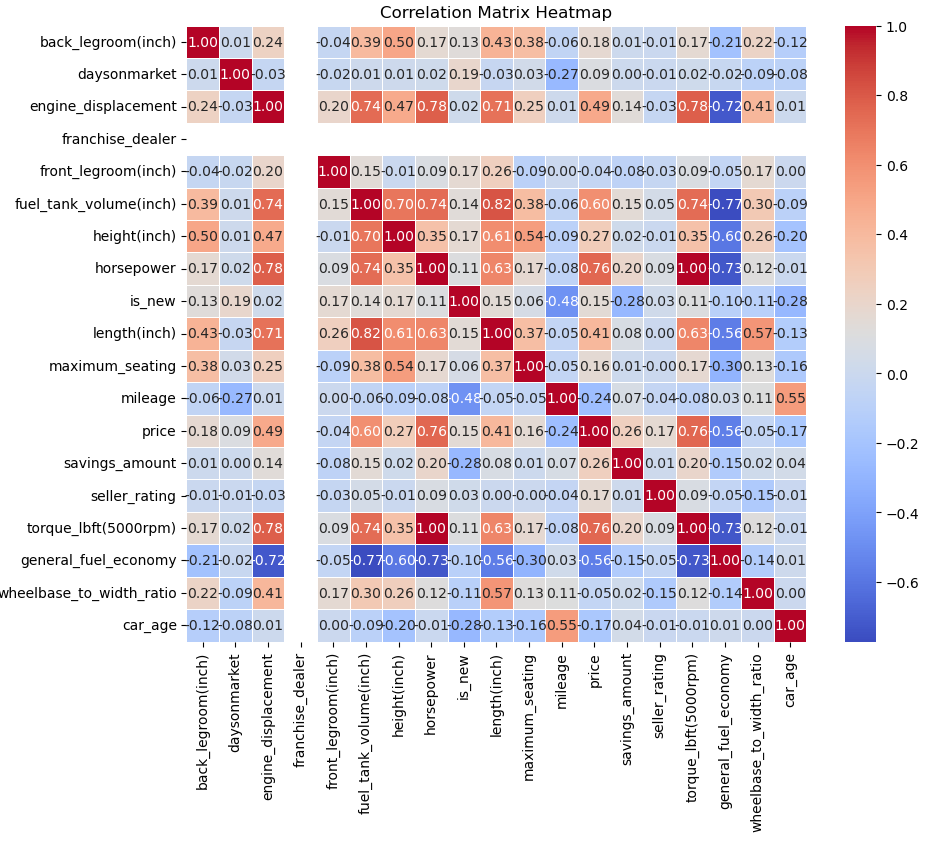 Correlation Matrix Heatmap
back_legroom(inch) 1.00 0.01 0.24 -0.04 0.39 0.50 0.17 0.13 0.43 0.38 -0.06 0.18 0.01 -0.01 0.17 -0.21 0.22 -0.12
daysonmarket 0.01 1.00 -0.03 -0.02 0.01 0.01 0.02 0.19 -0.03 0.03 -0.27 0.09 0.00 -0.01 0.02 -0.02 -0.09 -0.08
engine_displacement 0.24 -0.03 1.00 0.20 0.74 0.47 0.78 0.02 0.71 0.25 0.01 0.49 0.14 -0.03 0.78 -0.72 0.41 0.01
franchise_dealer
front_legroom(inch) -0.04 -0.02 0.20 1.00 0.15 -0.01 0.09 0.17 0.26 -0.09 0.00 -0.04 -0.08 -0.03 0.09 -0.05 0.17 0.00
fuel_tank_volume(inch) 0.39 0.01 0.74 0.15 1.00 0.70 0.74 0.14 0.82 0.38 -0.06 0.60 0.15 0.05 0.74 -0.77 0.30 -0.09
height(inch) 0.50 0.01 0.47 -0.01 0.70 1.00 0.35 0.17 0.61 0.54 -0.09 0.27 0.02 -0.01 0.35 -0.60 0.26 -0.20
horsepower 0.17 0.02 0.78 0.09 0.74 0.35 1.00 0.11 0.63 0.17 -0.08 0.76 0.20 0.09 1.00 -0.73 0.12 -0.01
is_new 0.13 0.19 0.02 0.17 0.14 0.17 0.11 1.00 0.15 0.06 -0.48 0.15 -0.28 0.03 0.11 -0.10 -0.11 -0.28
length(inch) 0.43 -0.03 0.71 0.26 0.82 0.61 0.63 0.15 1.00 0.37 -0.05 0.41 0.08 0.00 0.63 -0.56 0.57 -0.13
maximum_seating 0.38 0.03 0.25 -0.09 0.38 0.54 0.17 0.06 0.37 1.00 -0.05 0.16 0.01 -0.00 0.17 -0.30 0.13 -0.16
mileage -0.06 -0.27 0.01 0.00 -0.06 -0.09 -0.08 -0.48 -0.05 -0.05 1.00 -0.24 0.07 -0.04 -0.08 0.03 0.11 0.55
price 0.18 0.09 0.49 -0.04 0.60 0.27 0.76 0.15 0.41 0.16 -0.24 1.00 0.26 0.17 0.76 -0.56 -0.05 -0.17
savings_amount 0.01 0.00 0.14 -0.08 0.15 0.02 0.20 -0.28 0.08 0.01 0.07 0.26 1.00 0.01 0.20 -0.15 -0.02 0.04
seller_rating -0.01 -0.01 -0.03 -0.03 0.05 -0.01 0.09 0.03 0.00 -0.00 -0.04 0.17 0.01 1.00 0.09 -0.05 -0.15 -0.01
torque_lbft(5000rpm) 0.17 0.02 0.78 0.09 0.74 0.35 1.00 0.11 0.63 0.17 -0.08 0.76 0.20 0.09 1.00 -0.73 0.12 -0.01
general_fuel_economy -0.21 -0.02 -0.72 -0.05 -0.77 -0.60 -0.73 -0.10 -0.56 -0.30 0.03 -0.56 -0.15 -0.05 -0.73 1.00 -0.14 0.01
wheelbase_to_width_ratio 0.22 -0.09 0.41 0.17 0.30 0.26 0.12 -0.11 0.57 0.13 0.11 -0.05 -0.02 -0.15 0.12 -0.14 1.00 0.00
car_age -0.12 -0.08 0.01 0.00 -0.09 -0.20 -0.01 -0.28 -0.13 -0.16 0.55 -0.17 0.04 -0.01 -0.01 0.01 0.00 1.00
back_legroom(inch)
daysonmarket
engine_displacement
franchise_dealer
front_legroom(inch)
fuel_tank_volume(inch)
height(inch)
horsepower
is_new
length(inch)
maximum_seating
mileage
price
savings_amount
seller_rating
torque_lbft(5000rpm)
general_fuel_economy
wheelbase_to_width_ratio
car_age
1.0
0.8
0.6
0.4
0.2
0.0
−0.2
−0.4
−0.6